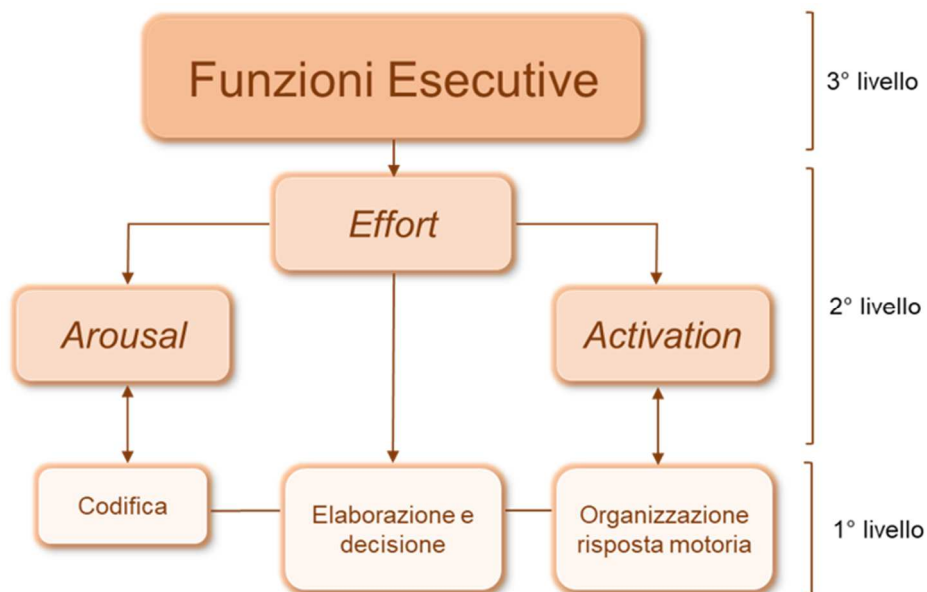 Funzioni Esecutive
3° livello
Effort
Arousal
Activation
2° livello
Codifica
Elaborazione e
decisione
Organizzazione
risposta motoria
1° livello